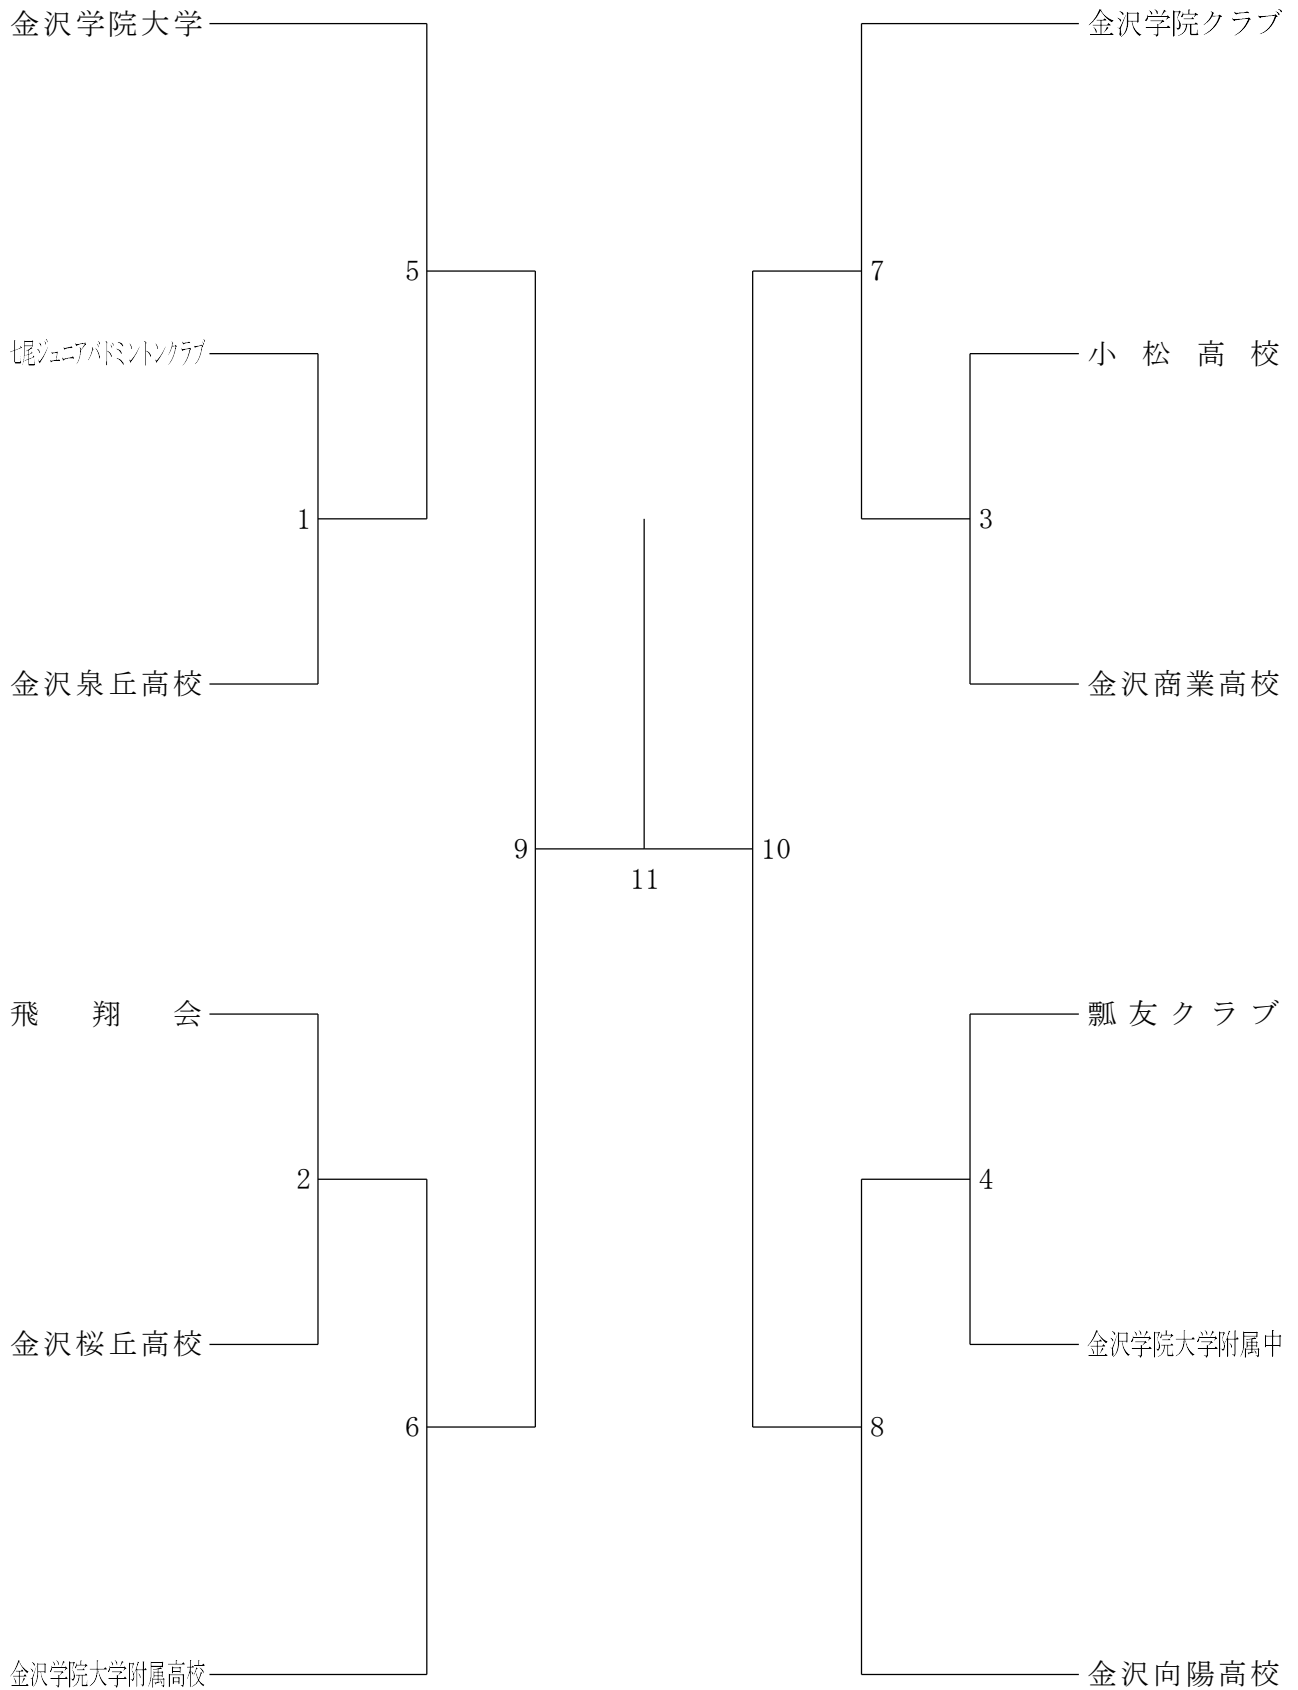 金沢学院大学
金沢学院クラブ
5
7
七尾ジュニアバドミントンクラブ
小松高校
1
3
金沢泉丘高校
金沢商業高校
9
10
11
飛翔会
瓢友クラブ
2
4
金沢桜丘高校
金沢学院大学附属中
6
8
金沢学院大学附属高校
金沢向陽高校